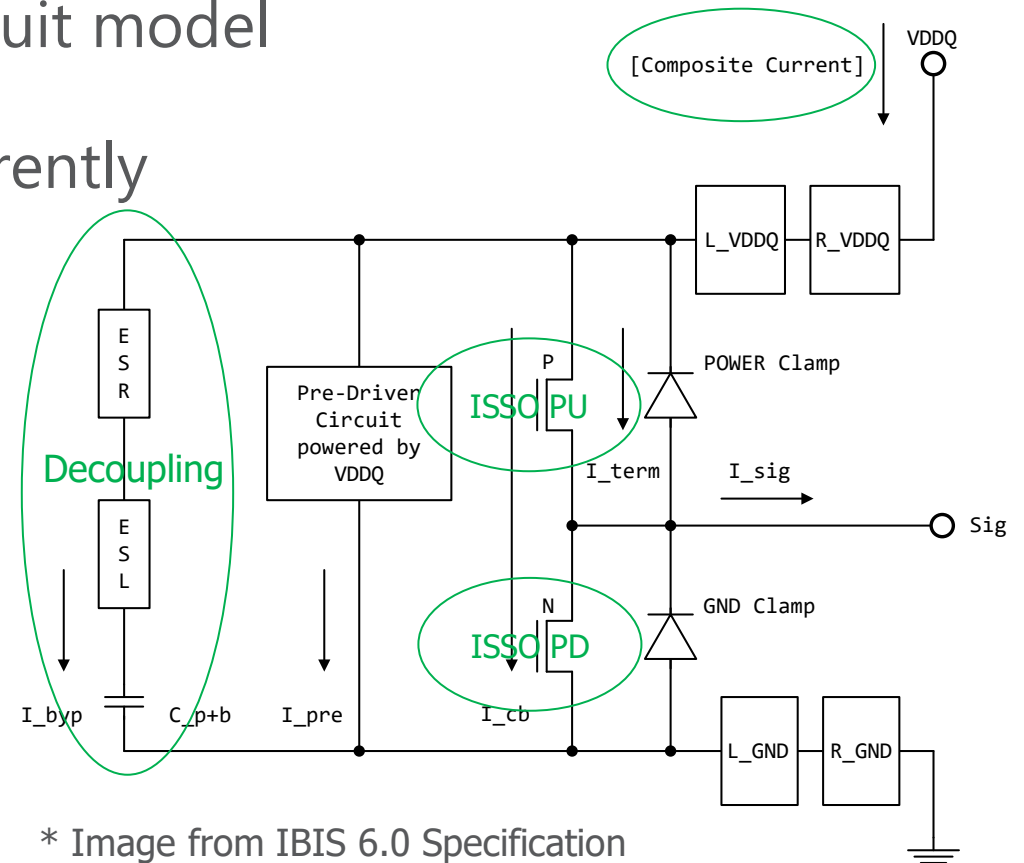 uit model
rently
[Composite Current]
VDDQ
L_VDDQ
R_VDDQ
E
S
R
Decoupling
E
S
L
Pre-Driver
Circuit
powered by
VDDQ
P
ISSO PU
POWER Clamp
I_term
I_sig
Sig
N
ISSO PD
GND Clamp
I_byp
C_p+b
I_pre
I_cb
L_GND
R_GND
* Image from IBIS 6.0 Specification